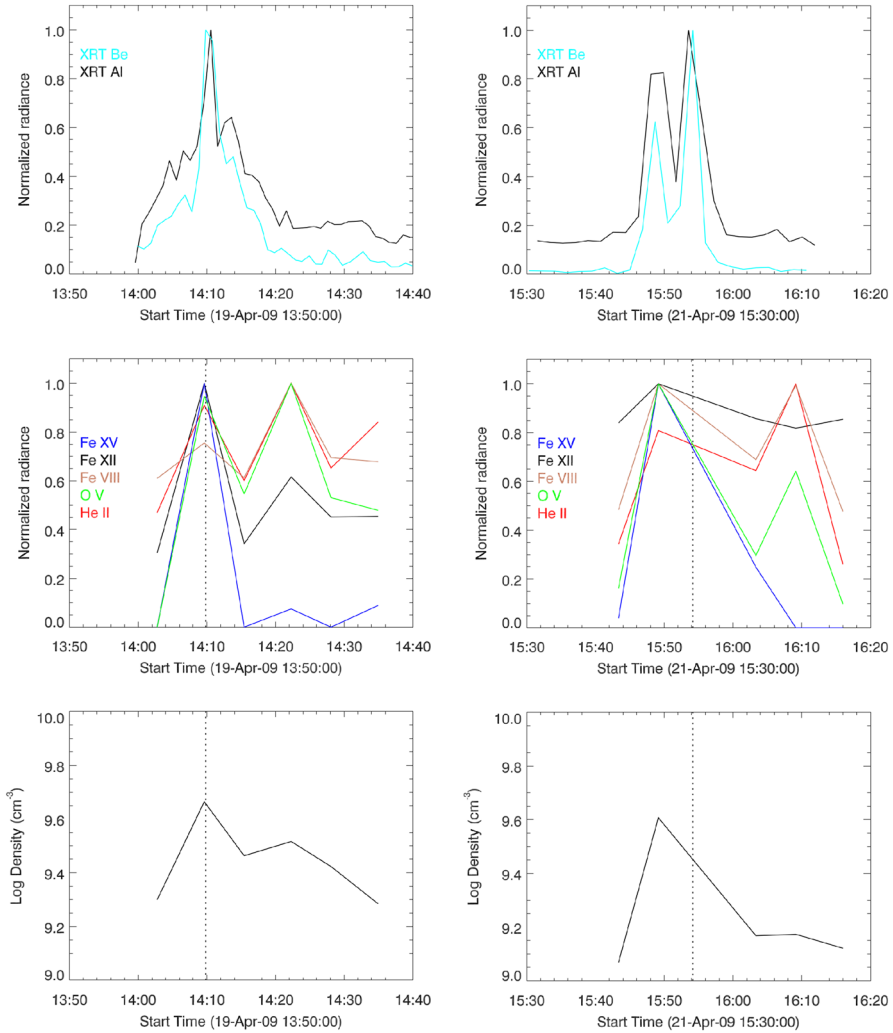 1.0
0.8
0.6
0.4
0.2
0.0
Normalized radiance
XRT Be
XRT Al
13:50 14:00 14:10 14:20 14:30 14:40
Start Time (19-Apr-09 13:50:00)
1.0
0.8
0.6
0.4
0.2
0.0
Normalized radiance
XRT Be
XRT Al
15:30 15:40 15:50 16:00 16:10 16:20
Start Time (21-Apr-09 15:30:00)
1.0
0.8
0.6
0.4
0.2
0.0
Normalized radiance
Fe XV
Fe XII
Fe VIII
O V
He II
13:50 14:00 14:10 14:20 14:30 14:40
Start Time (19-Apr-09 13:50:00)
1.0
0.8
0.6
0.4
0.2
0.0
Normalized radiance
Fe XV
Fe XII
Fe VIII
O V
He II
15:30 15:40 15:50 16:00 16:10 16:20
Start Time (21-Apr-09 15:30:00)
10.0
9.8
9.6
9.4
9.2
9.0
Log Density (cm⁻³)
13:50 14:00 14:10 14:20 14:30 14:40
Start Time (19-Apr-09 13:50:00)
10.0
9.8
9.6
9.4
9.2
9.0
Log Density (cm⁻³)
15:30 15:40 15:50 16:00 16:10 16:20
Start Time (21-Apr-09 15:30:00)